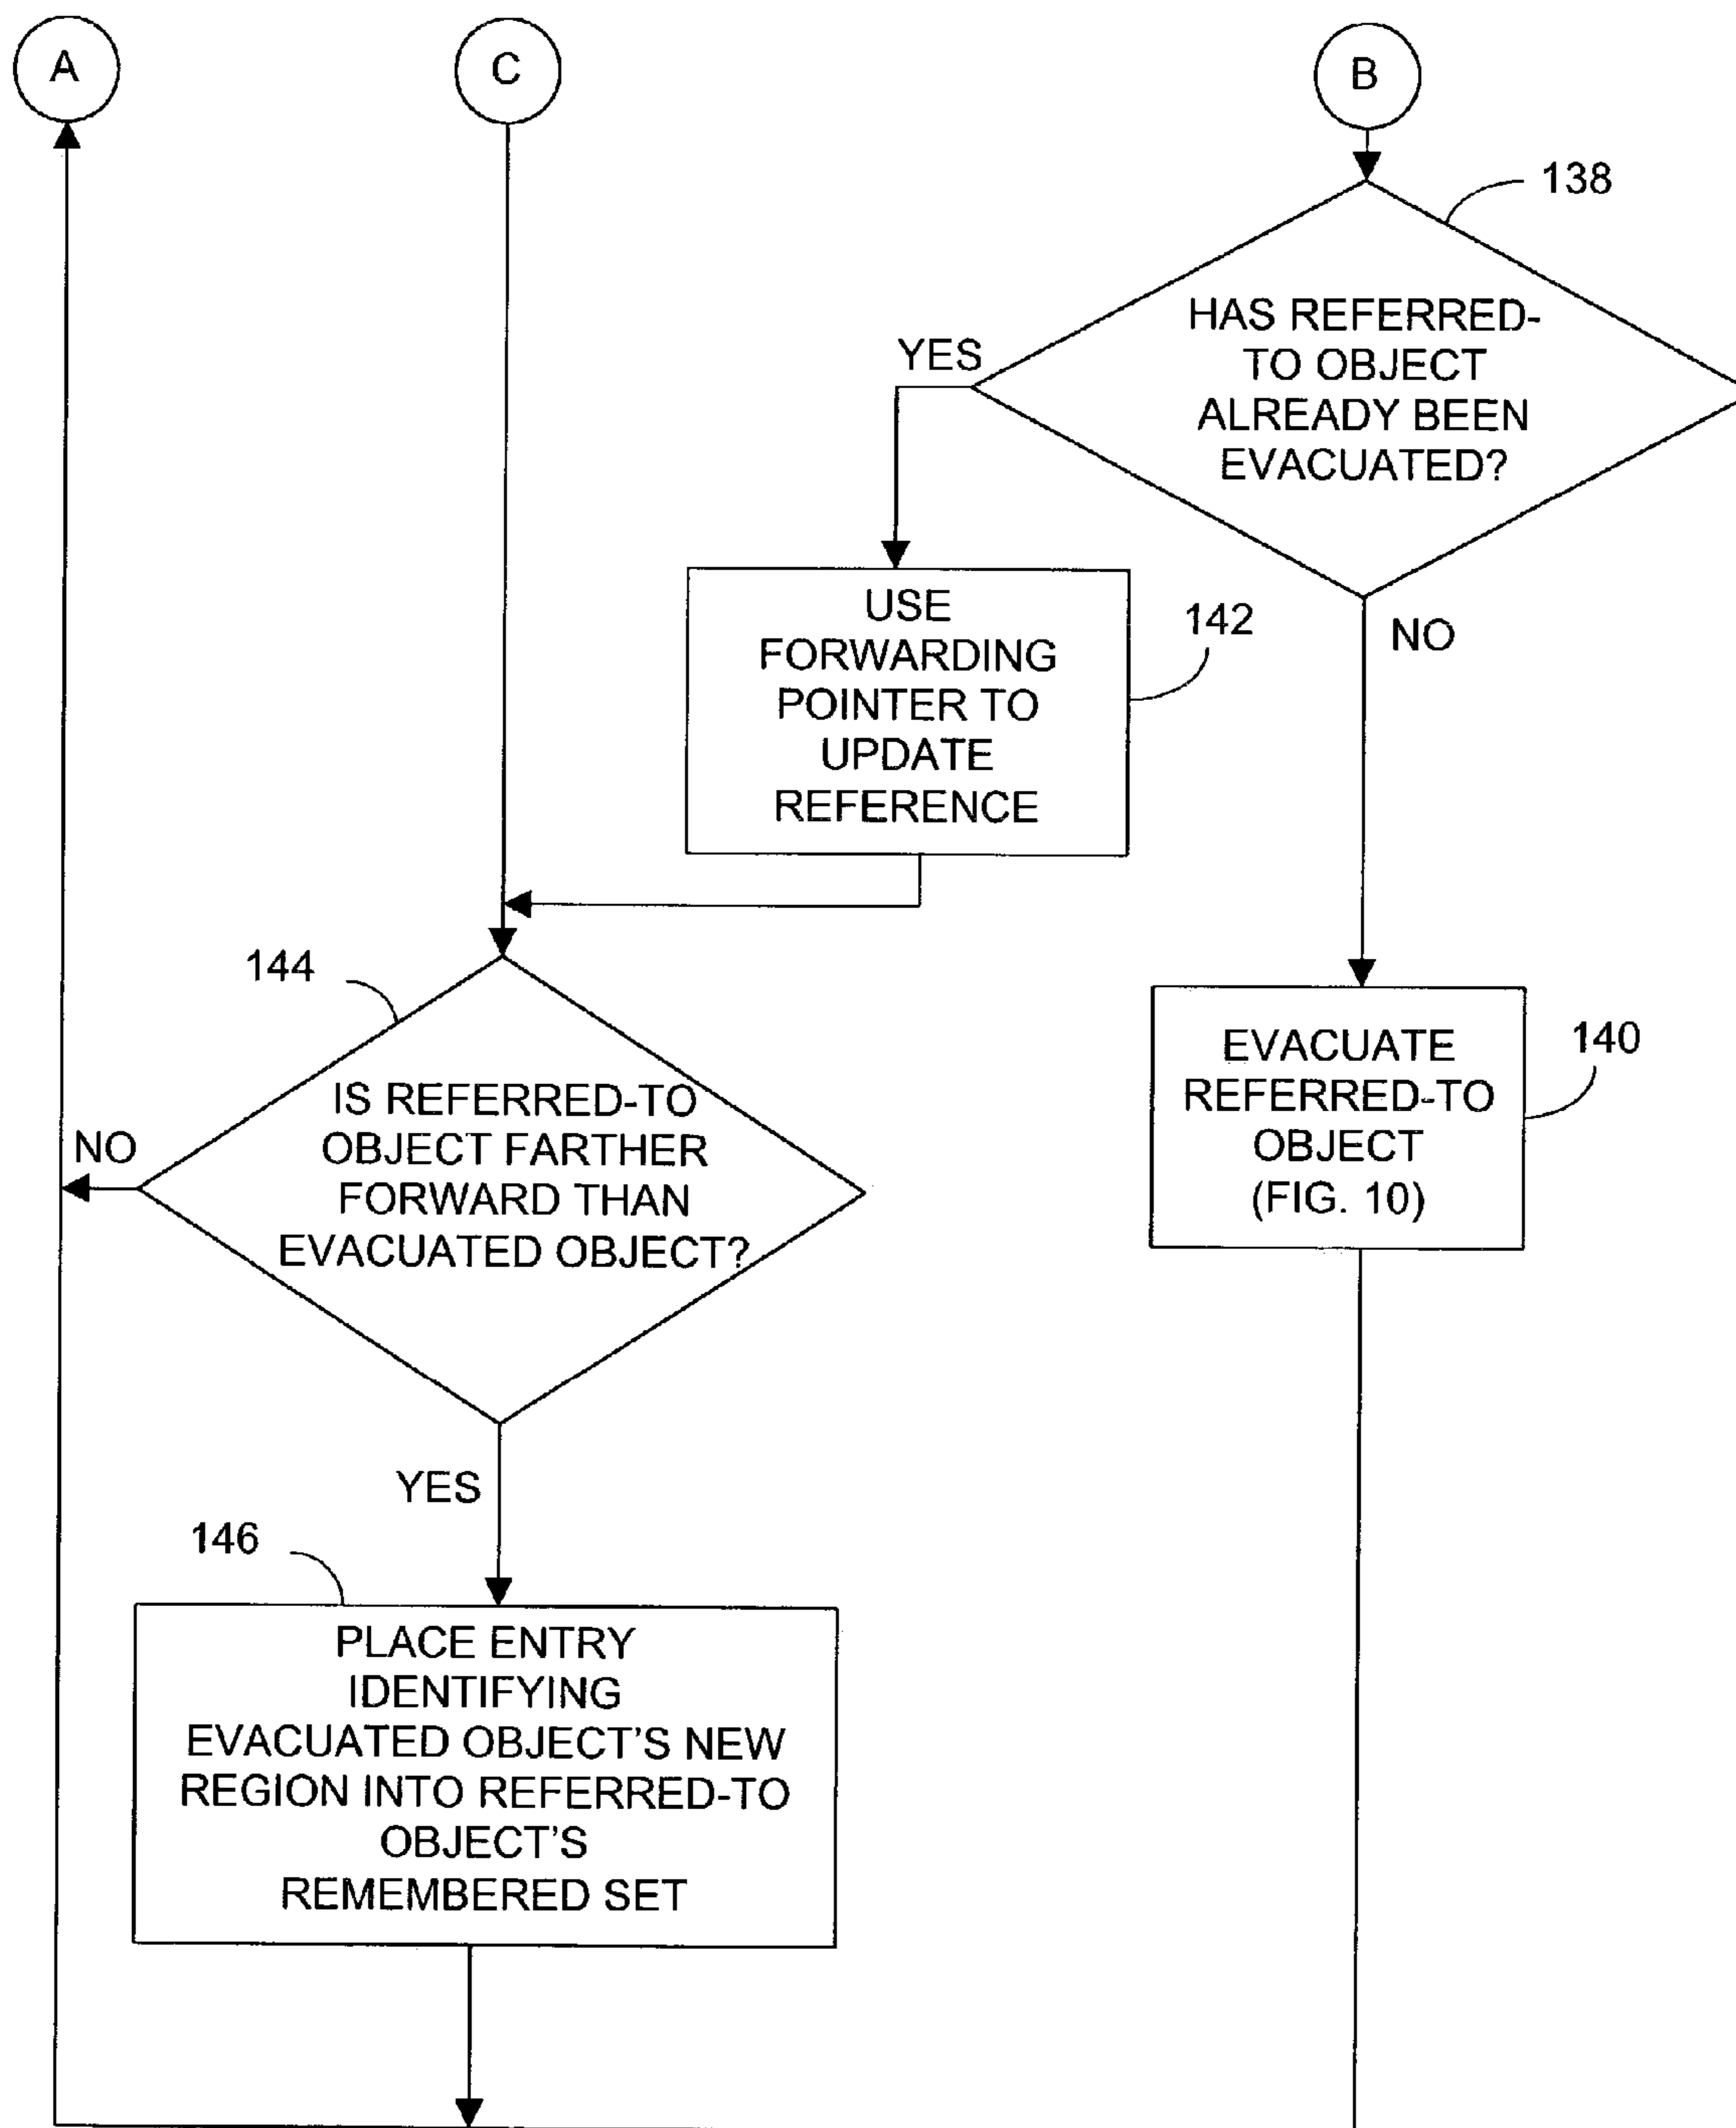 A
C
B
138
HAS REFERRED-
TO OBJECT
ALREADY BEEN
EVACUATED?
YES
NO
USE
FORWARDING
POINTER TO
UPDATE
REFERENCE
142
144
IS REFERRED-TO
OBJECT FARTHER
FORWARD THAN
EVACUATED OBJECT?
NO
YES
EVACUATE
REFERRED-TO
OBJECT
(FIG. 10)
140
146
PLACE ENTRY
IDENTIFYING
EVACUATED OBJECT'S NEW
REGION INTO REFERRED-TO
OBJECT'S
REMEMBERED SET